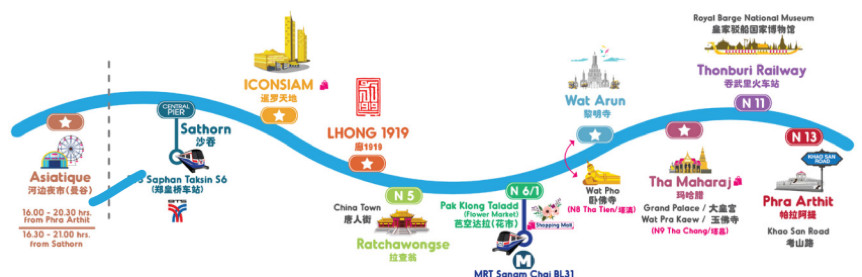 Asiatique
河边夜市(曼谷)
16.00 - 20.30 hrs.
from Phra Arthit
16.30 - 21.00 hrs.
from Sathorn
CENTRAL
PIER
Sathorn
沙吞
Saphan Taksin S6
(郑皇桥车站)
BTS
ICONSIAM
暹罗天地
LHONG 1919
廊1919
N 5
China Town
唐人街
Ratchawongse
拉查翁
N 6/1
Pak Klong Taladd
(Flower Market)
芭空达拉(花市)
Shopping Mall
M
MRT Sanam Chai BL31
Wat Arun
黎明寺
Wat Pho
卧佛寺
(N8 Tha Tien/塔滇)
Tha Maharaj
玛哈腊
Grand Palace / 大皇宫
Wat Pra Kaew / 玉佛寺
(N9 Tha Chang/塔昌)
Royal Barge National Museum
皇家驳船国家博物馆
Thonburi Railway
吞武里火车站
N 11
N 13
KHAO SAN
ROAD
Phra Arthit
帕拉阿提
Khao San Road
考山路